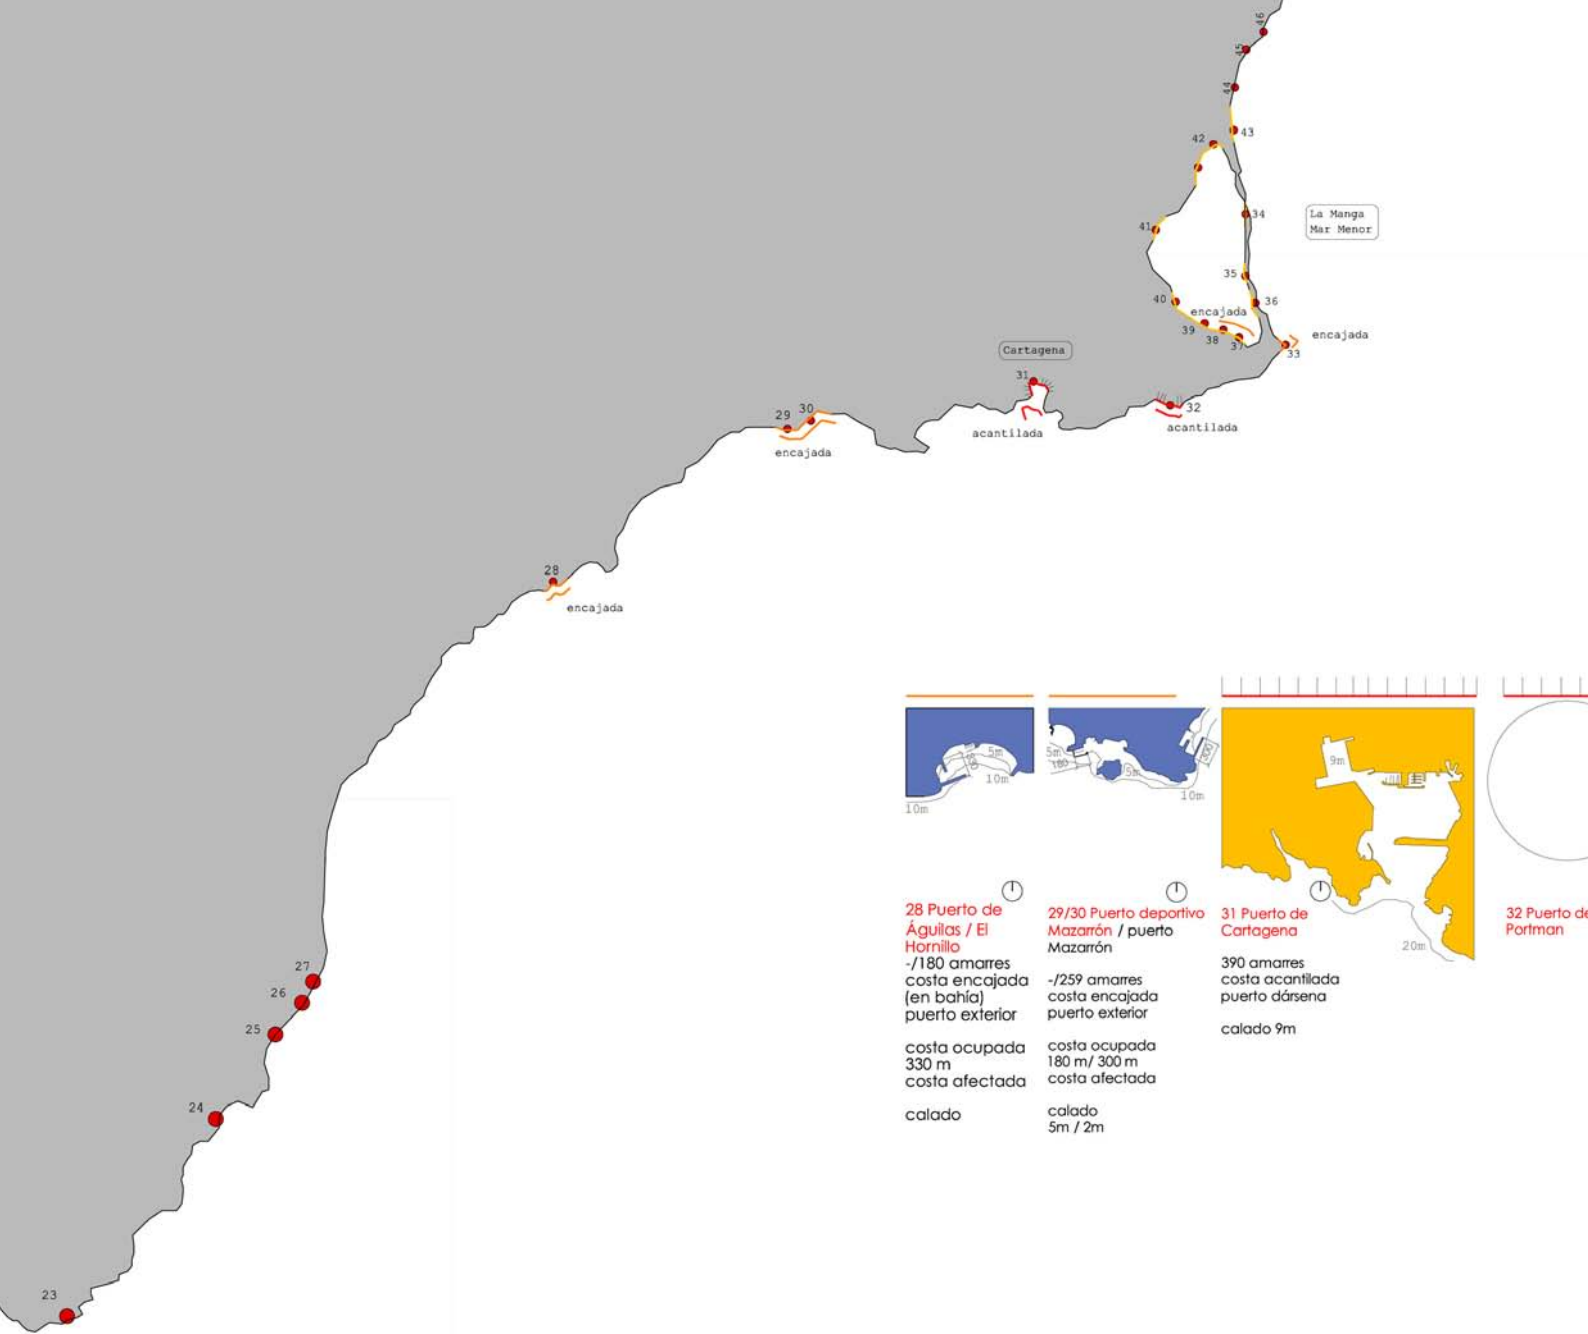 46
45
44
43
42
34
La Manga
Mar Menor
41
35
40
36
encajada
39
38
37
33
encajada
Cartagena
31
32
acantilada
acantilada
29
30
encajada
28
encajada
27
26
25
24
23
5m
10m
10m
5m
180
5m
300
10m
9m
20m
28 Puerto de
Águilas / El
Hornillo
-/180 amarres
costa encajada
(en bahía)
puerto exterior
costa ocupada
330 m
costa afectada
calado
29/30 Puerto deportivo
Mazarrón / puerto
Mazarrón
-/259 amarres
costa encajada
puerto exterior
costa ocupada
180 m/ 300 m
costa afectada
calado
5m / 2m
31 Puerto de
Cartagena
390 amarres
costa acantilada
puerto dársena
calado 9m
32 Puerto de
Portman